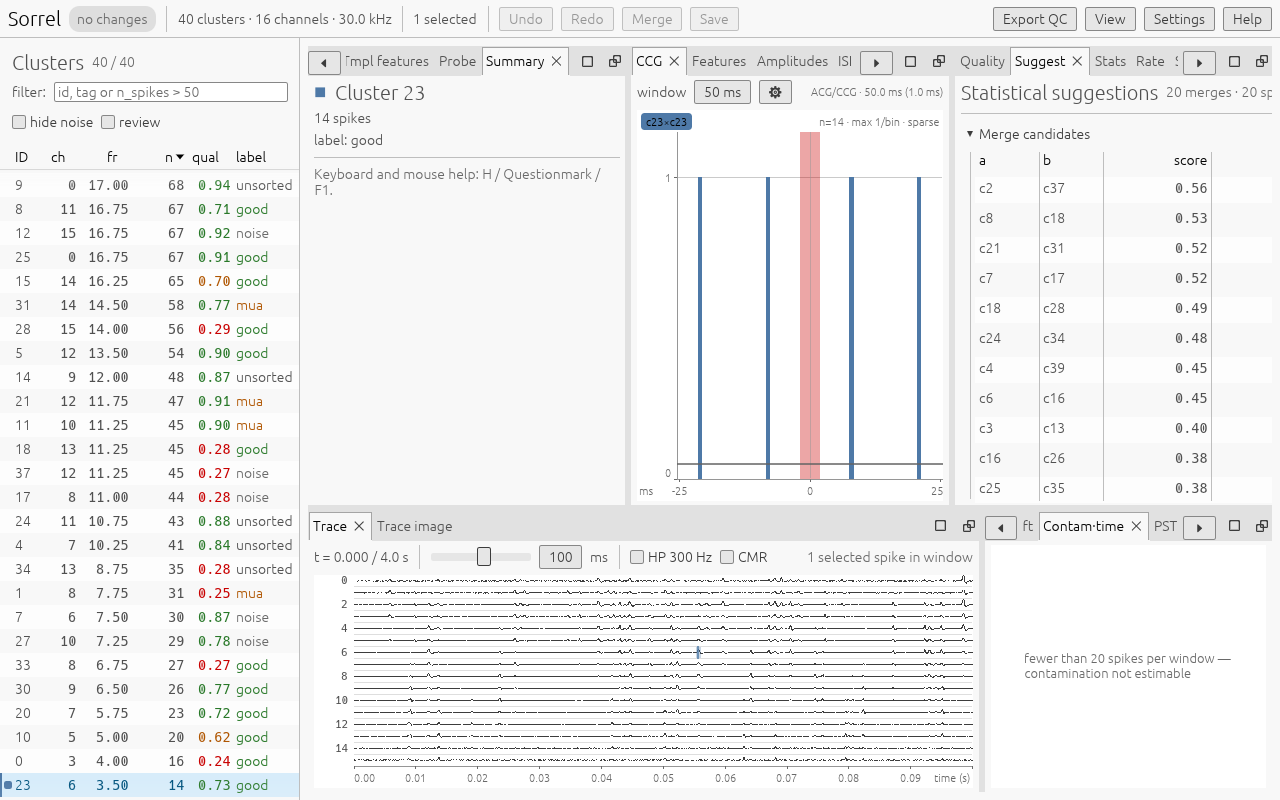 Sorrel no changes 40 clusters · 16 channels · 30.0 kHz 1 selected Undo Redo Merge Save Export QC View Settings Help
Clusters 40 / 40
filter: id, tag or n_spikes > 50
hide noise review
ID ch fr n qual label
9 0 17.00 68 0.94 unsorted
8 11 16.75 67 0.71 good
12 15 16.75 67 0.92 noise
25 0 16.75 67 0.91 good
15 14 16.25 65 0.70 good
31 14 14.50 58 0.77 mua
28 15 14.00 56 0.29 good
5 12 13.50 54 0.90 good
14 9 12.00 48 0.87 unsorted
21 12 11.75 47 0.91 mua
11 10 11.25 45 0.90 mua
18 13 11.25 45 0.28 good
37 12 11.25 45 0.27 noise
17 8 11.00 44 0.28 noise
24 11 10.75 43 0.88 unsorted
4 7 10.25 41 0.84 unsorted
34 13 8.75 35 0.28 unsorted
1 8 7.75 31 0.25 mua
7 6 7.50 30 0.87 noise
27 10 7.25 29 0.78 noise
33 8 6.75 27 0.27 good
30 9 6.50 26 0.77 good
20 7 5.75 23 0.72 good
10 5 5.00 20 0.62 good
0 3 4.00 16 0.24 good
23 6 3.50 14 0.73 good
Tmpl features Probe Summary
Cluster 23
14 spikes
label: good
Keyboard and mouse help: H / Questionmark /
F1.
CCG Features Amplitudes ISI
window 50 ms ACG/CCG · 50.0 ms (1.0 ms)
c23×c23 n=14 · max 1/bin · sparse
1
0
ms -25 0 25
Quality Suggest Stats Rate
Statistical suggestions 20 merges · 20 sp
Merge candidates
a b score
c2 c37 0.56
c8 c18 0.53
c21 c31 0.52
c7 c17 0.52
c18 c28 0.49
c24 c34 0.48
c4 c39 0.45
c6 c16 0.45
c3 c13 0.40
c16 c26 0.38
c25 c35 0.38
Trace Trace image
t = 0.000 / 4.0 s 100 ms HP 300 Hz CMR 1 selected spike in window
0
2
4
6
8
10
12
14
0.00 0.01 0.02 0.03 0.04 0.05 0.06 0.07 0.08 0.09 time (s)
ft Contam·time PST
fewer than 20 spikes per window —
contamination not estimable